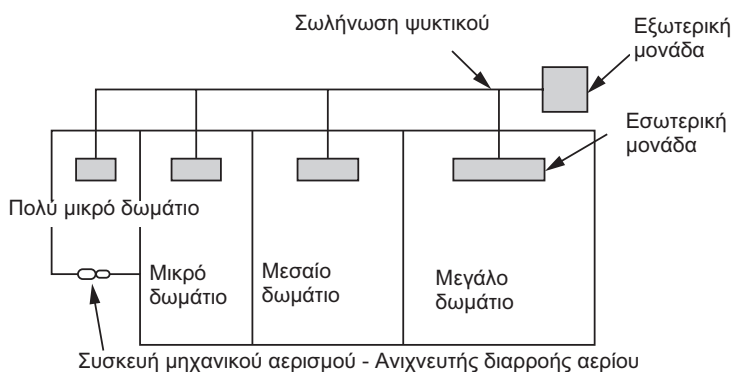 Σωλήνωση ψυκτικού
Εξωτερική
μονάδα
Εσωτερική
μονάδα
Πολύ μικρό δωμάτιο
Μικρό
δωμάτιο
Μεσαίο
δωμάτιο
Μεγάλο
δωμάτιο
Συσκευή μηχανικού αερισμού - Ανιχνευτής διαρροής αερίου